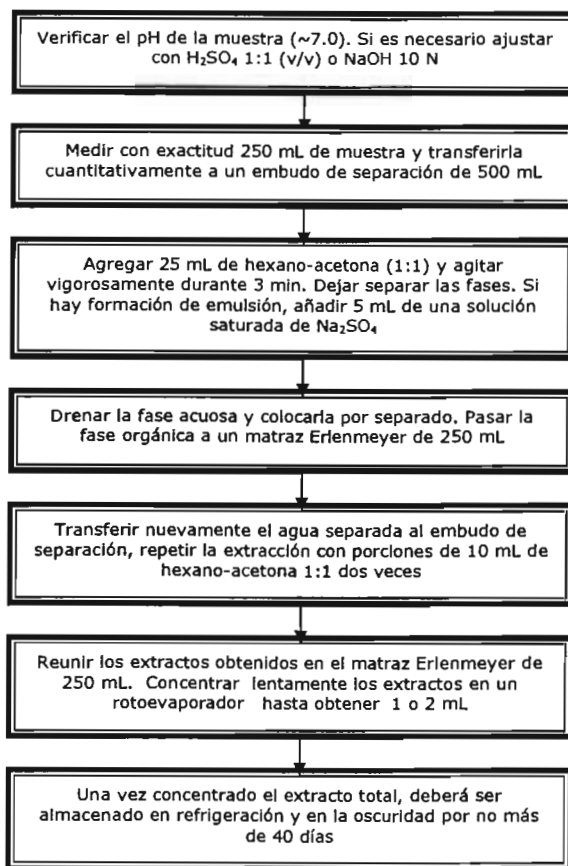 Verificar el pH de la muestra (~7.0). Si es necesario ajustar
con H₂SO₄ 1:1 (v/v) o NaOH 10 N
Medir con exactitud 250 mL de muestra y transferirla
cuantitativamente a un embudo de separación de 500 mL
Agregar 25 mL de hexano-acetona (1:1) y agitar
vigorosamente durante 3 min. Dejar separar las fases. Si
hay formación de emulsión, añadir 5 mL de una solución
saturada de Na₂SO₄
Drenar la fase acuosa y colocarla por separado. Pasar la
fase orgánica a un matraz Erlenmeyer de 250 mL
Transferir nuevamente el agua separada al embudo de
separación, repetir la extracción con porciones de 10 mL de
hexano-acetona 1:1 dos veces
Reunir los extractos obtenidos en el matraz Erlenmeyer de
250 mL. Concentrar lentamente los extractos en un
rotoevaporador hasta obtener 1 o 2 mL
Una vez concentrado el extracto total, deberá ser
almacenado en refrigeración y en la oscuridad por no más
de 40 días